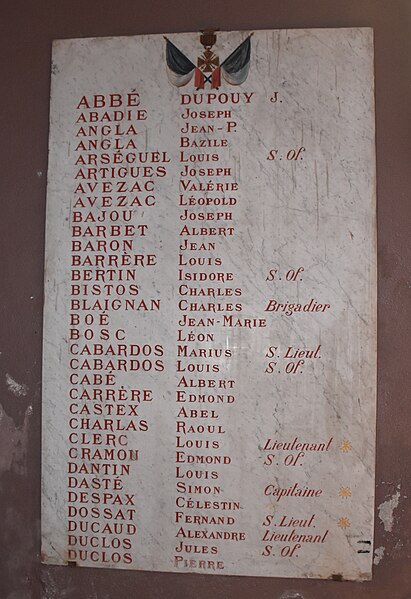 ABBÉ DUPOUY J.
ABADIE JOSEPH
ANGLA JEAN-P.
ANGLA BAZILE
ARSÉGUEL LOUIS S. Of.
ARTIGUES JOSEPH
AVEZAC VALÉRIE
AVEZAC LÉOPOLD
BAJOU JOSEPH
BARBET ALBERT
BARON JEAN
BARRÈRE LOUIS
BERTIN ISIDORE S. Of.
BISTOS CHARLES
BLAIGNAN CHARLES Brigadier
BOÉ JEAN-MARIE
BOSC LÉON
CABARDOS MARIUS S. Lieut.
CABARDOS LOUIS S. Of.
CABÉ ALBERT
CARRÈRE EDMOND
CASTEX ABEL
CHARLAS RAOUL
CLERC LOUIS Lieutenant
CRAMON EDMOND S. Of.
DANTIN LOUIS
DASTÉ SIMON Capitaine
DESPAX CÉLESTIN
DOSSAT FERNAND S. Lieut.
DUCAUD ALEXANDRE Lieutenant
DUCLOS JULES S. Of.
DUCLOS PIERRE